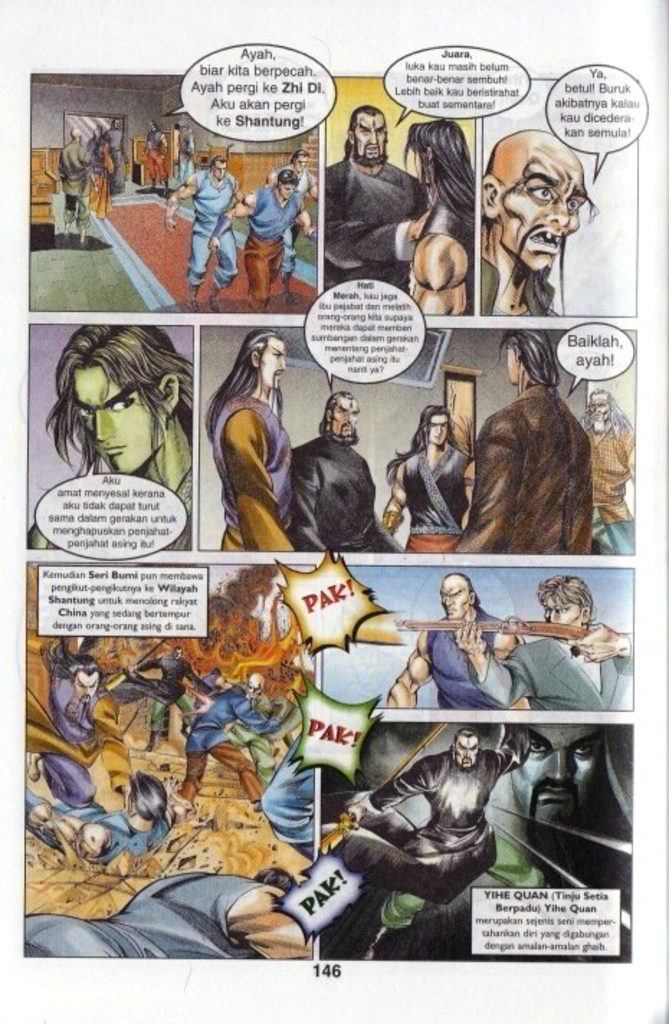 Ayah,
biar kita berpecah.
Ayah pergi ke Zhi Di.
Aku akan pergi
ke Shantung!
Juara,
luka kau masih belum
benar-benar sembuh!
Lebih baik kau beristirahat
buat sementara!
Ya,
betul! Buruk
akibatnya kalau
kau dicedera-
kan semula!
Aku
amat menyesal kerana
aku tidak dapat turut
sama dalam gerakan untuk
menghapuskan penjahat-
penjahat asing itu!
Hati
Merah, kau jaga
ibu pejabat dan melatih
orang-orang kita supaya
mereka dapat memberi
sumbangan dalam gerakan
menentang penjahat-
penjahat asing itu
nanti ya?
Baiklah,
ayah!
Kemudian Seri Bumi pun membawa
pengikut-pengikutnya ke Wilayah
Shantung untuk menolong rakyat
China yang sedang bertempur
dengan orang-orang asing di sana.
PAK!
PAK!
PAK!
YIHE QUAN (Tinju Setia
Berpadu) Yihe Quan
merupakan sejenis seni memper-
tahankan diri yang digabungan
dengan amalan-amalan ghaib.
146